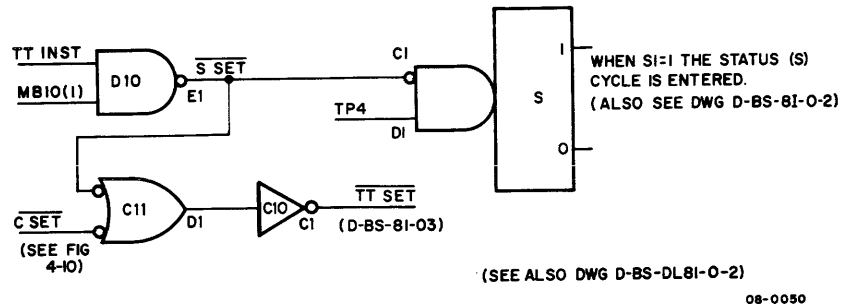 TT INST
D10
MB10(1)
S SET
E1
C1
TP4
D1
S
1
0
WHEN S1=1 THE STATUS (S)
CYCLE IS ENTERED.
(ALSO SEE DWG D-BS-8I-0-2)
C11
D1
C10
C1
TT SET
(D-BS-81-03)
C SET
(SEE FIG
4-10)
(SEE ALSO DWG D-BS-DL81-0-2)
08-0050